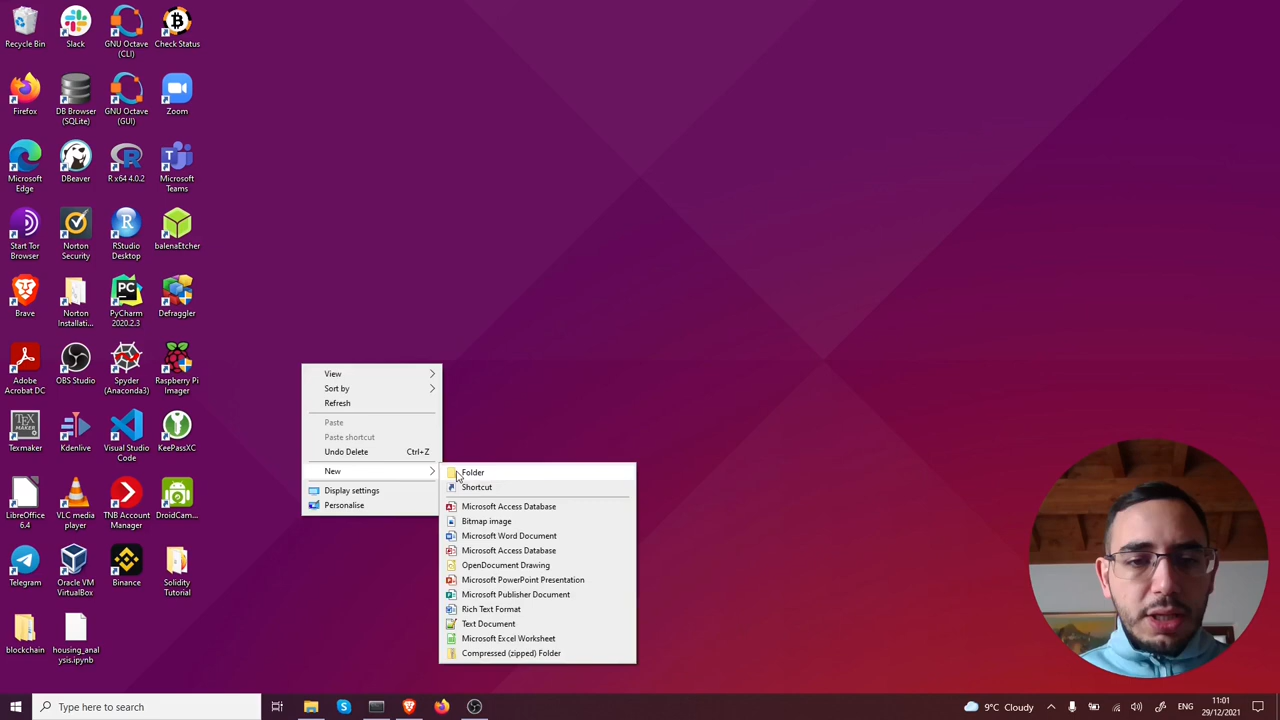 Recycle Bin
Slack
GNU Octave
(CLI)
Check Status
Firefox
DB Browser
(SQLite)
GNU Octave
(GUI)
Zoom
Microsoft
Edge
DBeaver
R x64 4.0.2
Microsoft
Teams
Start Tor
Browser
Norton
Security
RStudio
Desktop
balenaEtcher
Brave
Norton
Installati...
PyCharm
2020.2.3
Defraggler
Adobe
Acrobat DC
OBS Studio
Spyder
(Anaconda3)
Raspberry Pi
Imager
Texmaker
Kdenlive
Visual Studio
Code
KeePassXC
LibreOffice
6.4
VLC media
player
TNB Account
Manager
DroidCam...
Telegram
Oracle VM
VirtualBox
Binance
Solidity
Tutorial
blockchain
housing_anal
ysis.ipynb
View
Sort by
Refresh
Paste
Paste shortcut
Undo Delete Ctrl+Z
New
Display settings
Personalise
Folder
Shortcut
Microsoft Access Database
Bitmap image
Microsoft Word Document
Microsoft Access Database
OpenDocument Drawing
Microsoft PowerPoint Presentation
Microsoft Publisher Document
Rich Text Format
Text Document
Microsoft Excel Worksheet
Compressed (zipped) Folder
Type here to search
9°C Cloudy
11:01
29/12/2021